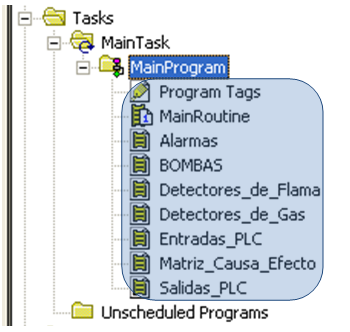 Tasks
MainTask
MainProgram
Program Tags
MainRoutine
Alarmas
BOMBAS
Detectores_de_Flama
Detectores_de_Gas
Entradas_PLC
Matriz_Causa_Efecto
Salidas_PLC
Unscheduled Programs